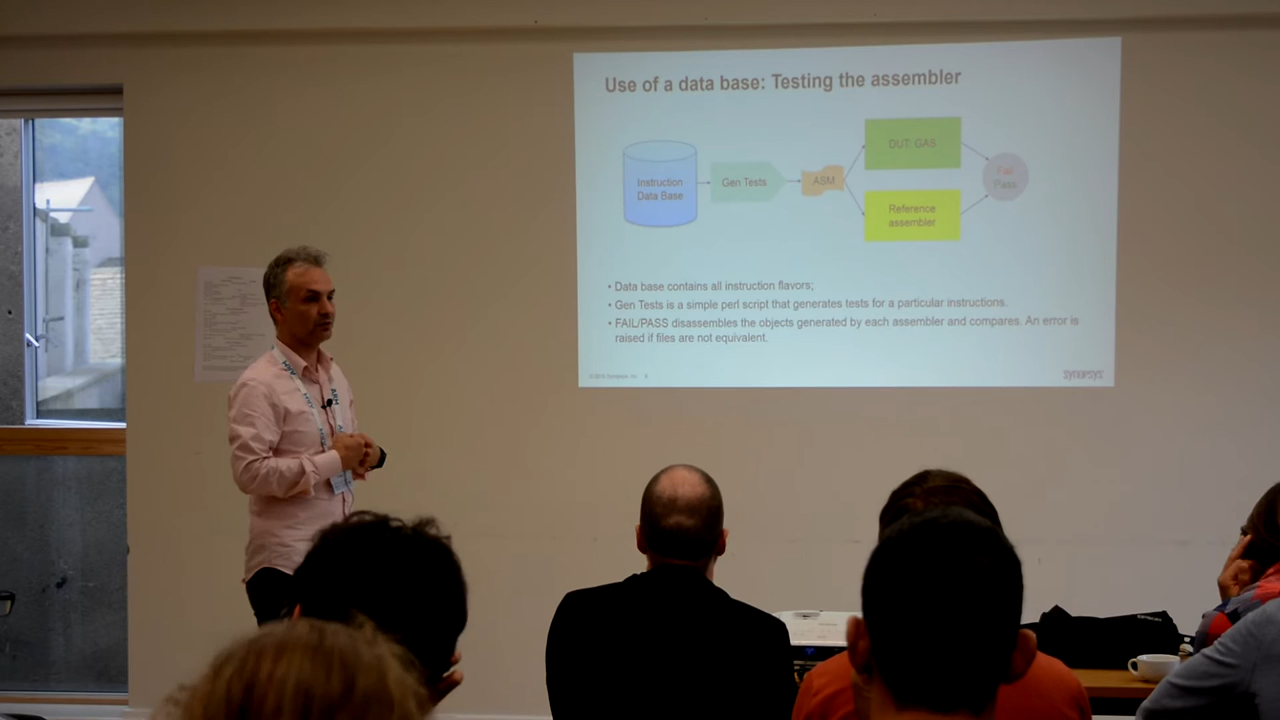 Use of a data base: Testing the assembler
Instruction
Data Base
Gen Tests
ASM
DUT: GAS
Reference
assembler
Fail
Pass
• Data base contains all instruction flavors;
• Gen Tests is a simple perl script that generates tests for a particular instructions.
• FAIL/PASS disassembles the objects generated by each assembler and compares. An error is
raised if files are not equivalent.
SYNOPSYS
ARM
ARM